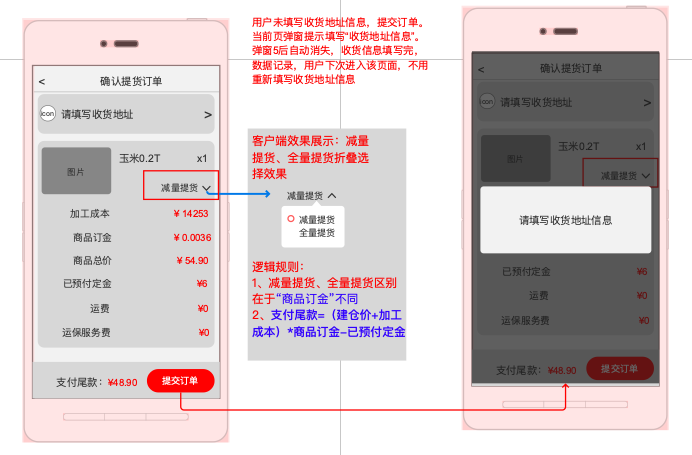 用户未填写收货地址信息，提交订单。
当前页弹窗提示填写“收货地址信息”。
弹窗5后自动消失，收货信息填写完，
数据记录，用户下次进入该页面，不用
重新填写收货地址信息
<
确认提货订单
icon
请填写收货地址
>
图片
玉米0.2T
x1
减量提货
加工成本
¥ 14253
商品订金
¥ 0.0036
商品总价
¥ 54.90
已预付定金
¥6
运费
¥0
运保服务费
¥0
支付尾款：¥48.90
提交订单
客户端效果展示：减量
提货、全量提货折叠选
择效果
减量提货
减量提货
全量提货
逻辑规则：
1、减量提货、全量提货区别
在于“商品订金”不同
2、支付尾款=（建仓价+加工
成本）*商品订金-已预付定金
<
确认提货订单
icon
请填写收货地址
>
图片
玉米0.2T
x1
减量提货
请填写收货地址信息
已预付定金
¥6
运费
¥0
运保服务费
¥0
支付尾款：¥48.90
提交订单